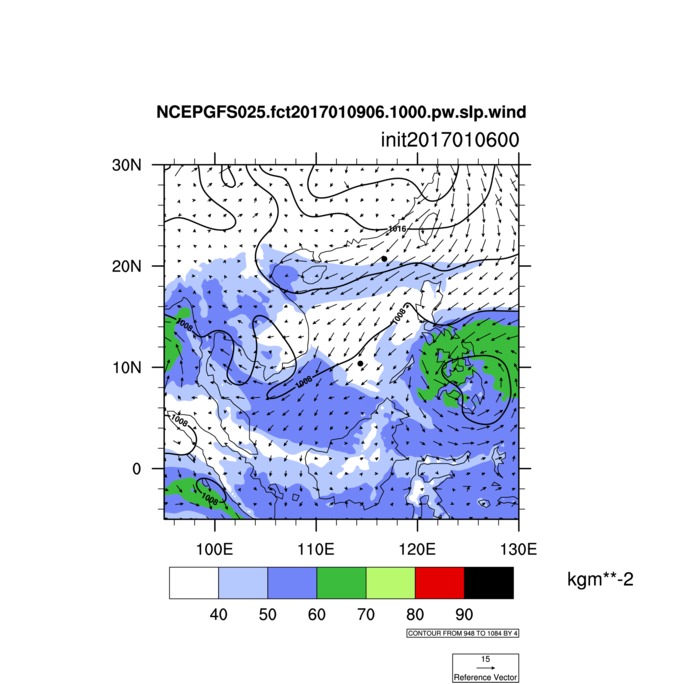 NCEPGFS025.fct2017010906.1000.pw.slp.wind
init2017010600
30N
1016
20N
1008
1008
10N
1008
1008
0
1008
100E 110E 120E 130E
kgm**-2
40 50 60 70 80 90
CONTOUR FROM 948 TO 1084 BY 4
15
Reference Vector